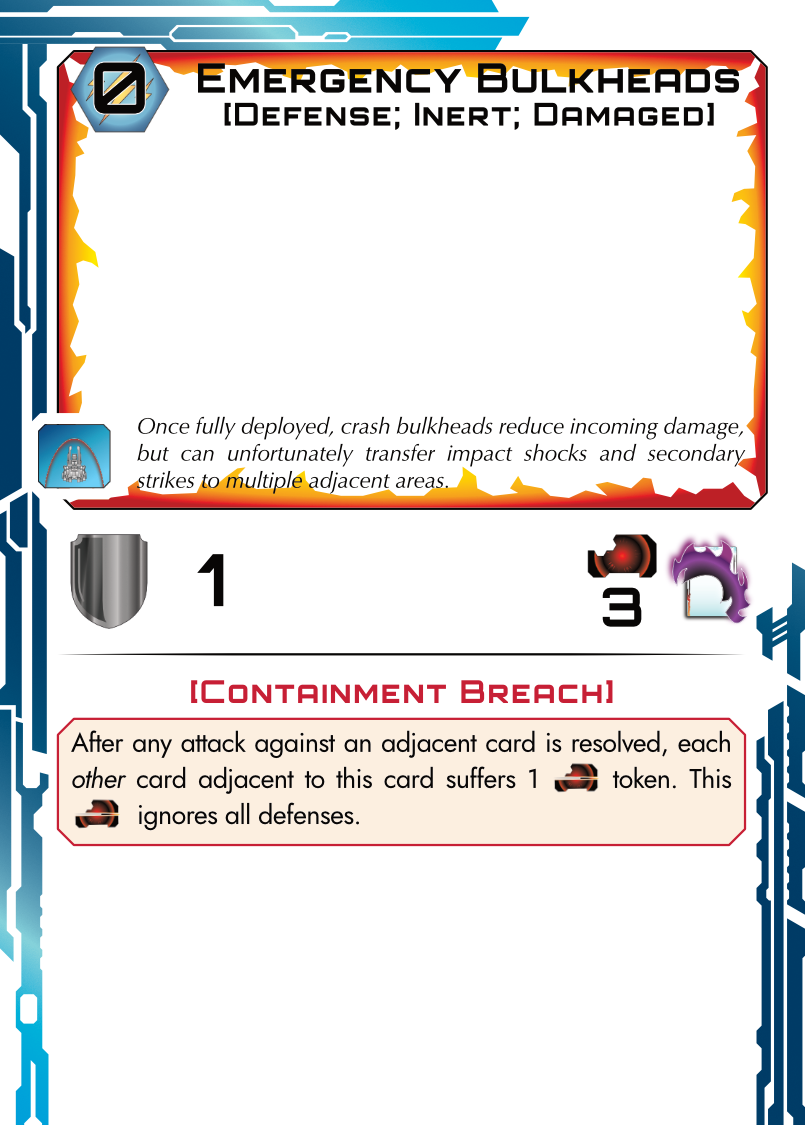 0
Emergency Bulkheads
[Defense; Inert; Damaged]
Once fully deployed, crash bulkheads reduce incoming damage,
but can unfortunately transfer impact shocks and secondary
strikes to multiple adjacent areas.
1
3
[Containment Breach]
After any attack against an adjacent card is resolved, each
other card adjacent to this card suffers 1 token. This
ignores all defenses.